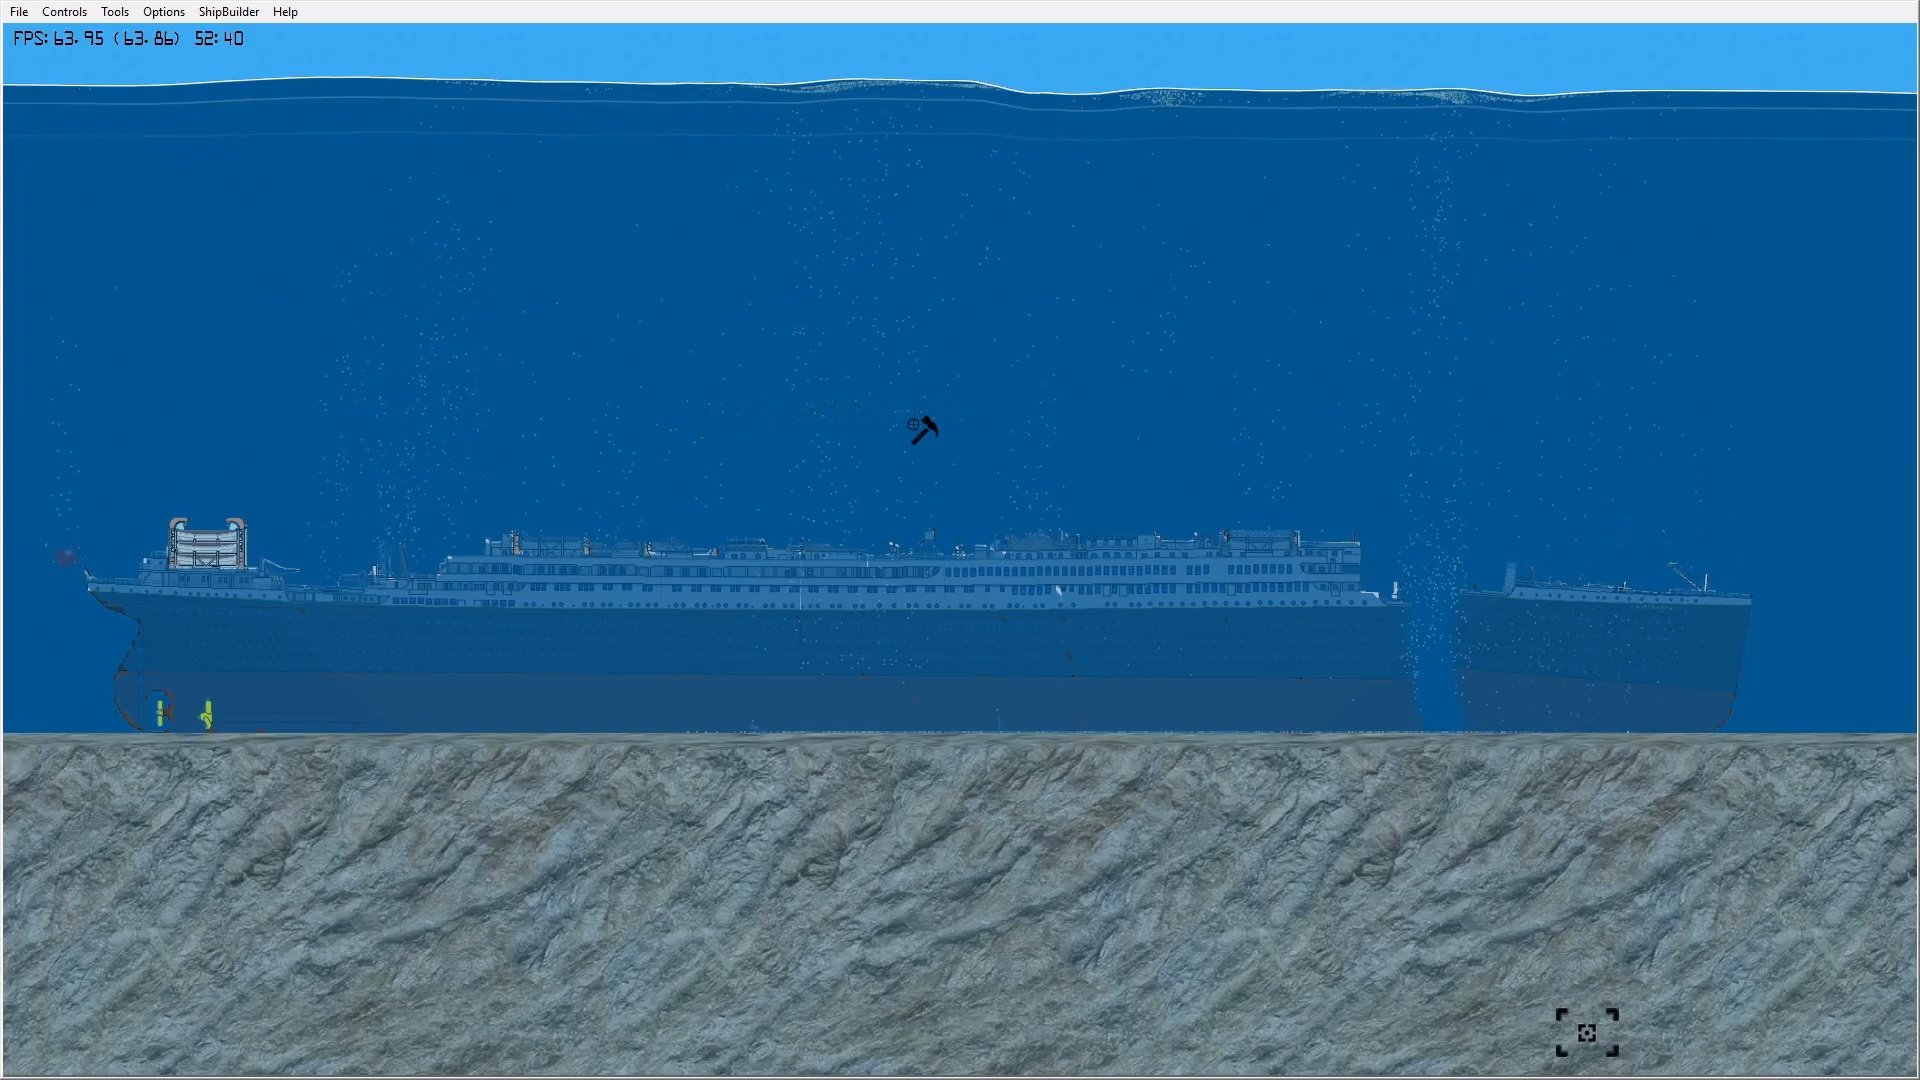 File Controls Tools Options ShipBuilder Help
FPS: 63.95 (63.86) 52:40